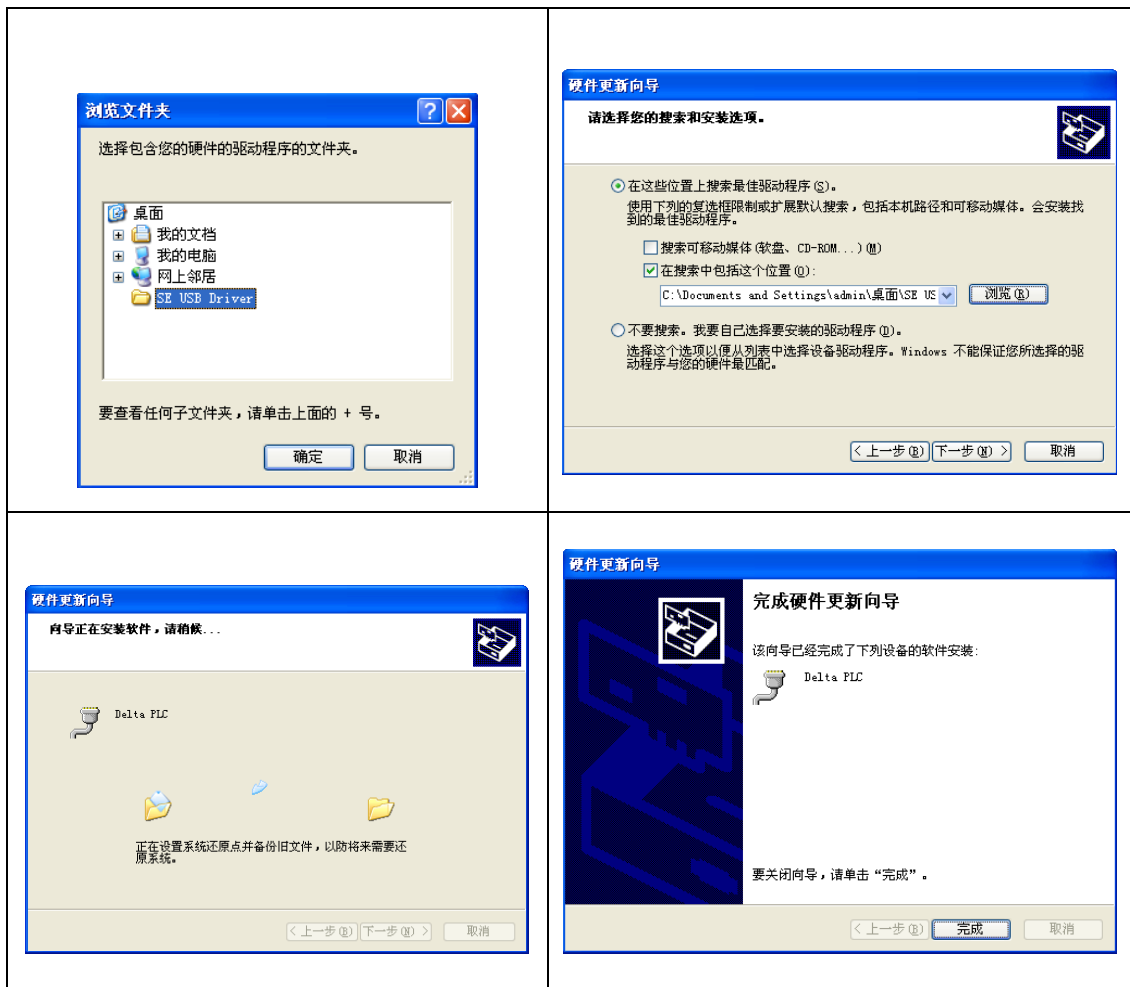 浏览文件夹
选择包含您的硬件的驱动程序的文件夹。
桌面
我的文档
我的电脑
网上邻居
SE USB Driver
要查看任何子文件夹，请单击上面的 + 号。
确定
取消
硬件更新向导
请选择您的搜索和安装选项。
在这些位置上搜索最佳驱动程序(S)。
使用下列的复选框限制或扩展默认搜索，包括本机路径和可移动媒体。会安装找
到的最佳驱动程序。
搜索可移动媒体(软盘、CD-ROM...)(M)
在搜索中包括这个位置(O):
C:\Documents and Settings\admin\桌面\SE US
浏览(R)
不要搜索。我要自己选择要安装的驱动程序(D)。
选择这个选项以便从列表中选择设备驱动程序。Windows 不能保证您所选择的驱
动程序与您的硬件最匹配。
< 上一步(B)
下一步(N) >
取消
硬件更新向导
向导正在安装软件，请稍候...
Delta PLC
正在设置系统还原点并备份旧文件，以防将来需要还
原系统。
< 上一步(B)
下一步(N) >
取消
硬件更新向导
完成硬件更新向导
该向导已经完成了下列设备的软件安装:
Delta PLC
要关闭向导，请单击“完成”。
< 上一步(B)
完成
取消